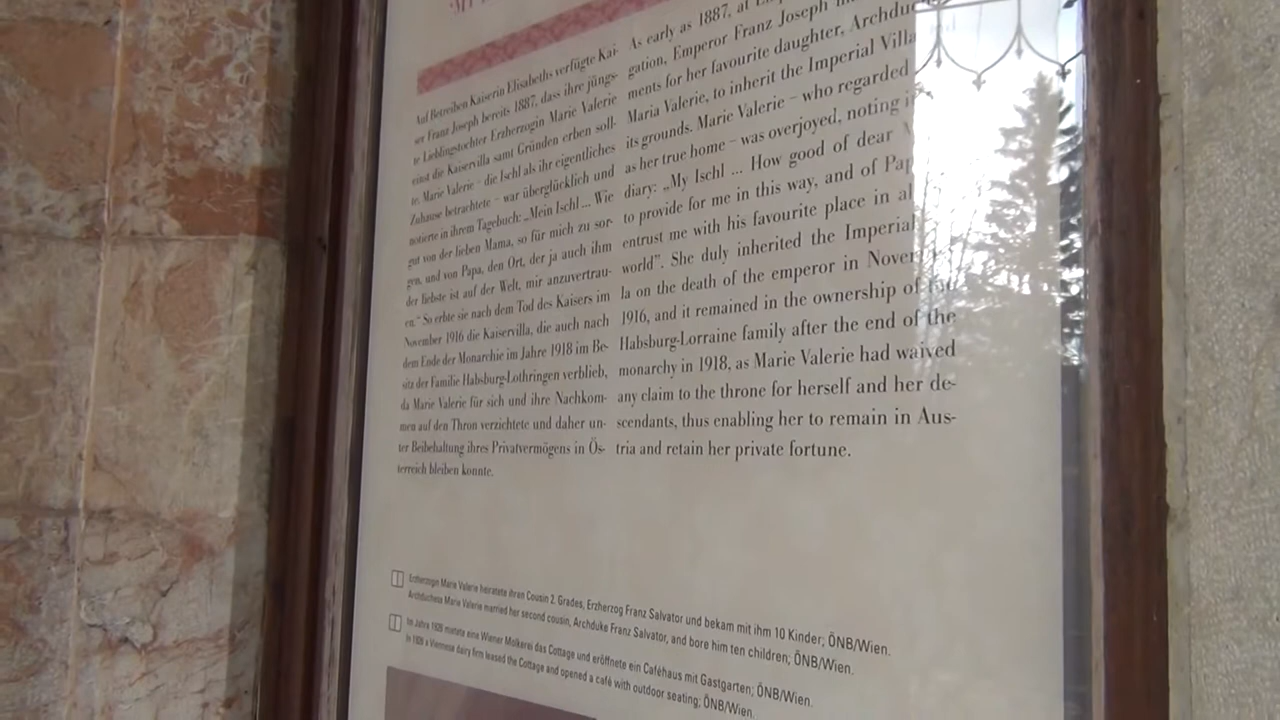 Auf Betreiben Kaiserin Elisabeths verfügte Kai-
ser Franz Joseph bereits 1887, dass ihre jüngs-
te Lieblingstochter Erzherzogin Marie Valerie
einst die Kaiservilla samt Gründen erben soll-
te. Marie Valerie – die Ischl als ihr eigentliches
Zuhause betrachtete – war überglücklich und
notierte in ihrem Tagebuch: „Mein Ischl ... Wie
gut von der lieben Mama, so für mich zu sor-
gen, und von Papa, den Ort, der ja auch ihm
der liebste ist auf der Welt, mir anzuvertrau-
en.“ So erbte sie nach dem Tod des Kaisers im
November 1916 die Kaiservilla, die auch nach
dem Ende der Monarchie im Jahre 1918 im Be-
sitz der Familie Habsburg-Lothringen verblieb,
da Marie Valerie für sich und ihre Nachkom-
men auf den Thron verzichtete und daher un-
ter Beibehaltung ihres Privatvermögens in Ös-
terreich bleiben konnte.
As early as 1887, at
gation, Emperor Franz Joseph
ments for her favourite daughter, Archduc
Maria Valerie, to inherit the Imperial Villa
its grounds. Marie Valerie – who regarded
as her true home – was overjoyed, noting i
diary: „My Ischl ... How good of dear
to provide for me in this way, and of Pap
entrust me with his favourite place in al
world”. She duly inherited the Imperial
la on the death of the emperor in Novem
1916, and it remained in the ownership of the
Habsburg-Lorraine family after the end of the
monarchy in 1918, as Marie Valerie had waived
any claim to the throne for herself and her de-
scendants, thus enabling her to remain in Aus-
tria and retain her private fortune.
Erzherzogin Marie Valerie heiratete ihren Cousin 2. Grades, Erzherzog Franz Salvator und bekam mit ihm 10 Kinder; ÖNB/Wien.
Archduchess Marie Valerie married her second cousin, Archduke Franz Salvator, and bore him ten children; ÖNB/Wien.
Im Jahre 1926 mietete eine Wiener Molkerei das Cottage und eröffnete ein Caféhaus mit Gastgarten; ÖNB/Wien.
In 1926 a Viennese dairy firm leased the Cottage and opened a café with outdoor seating; ÖNB/Wien.